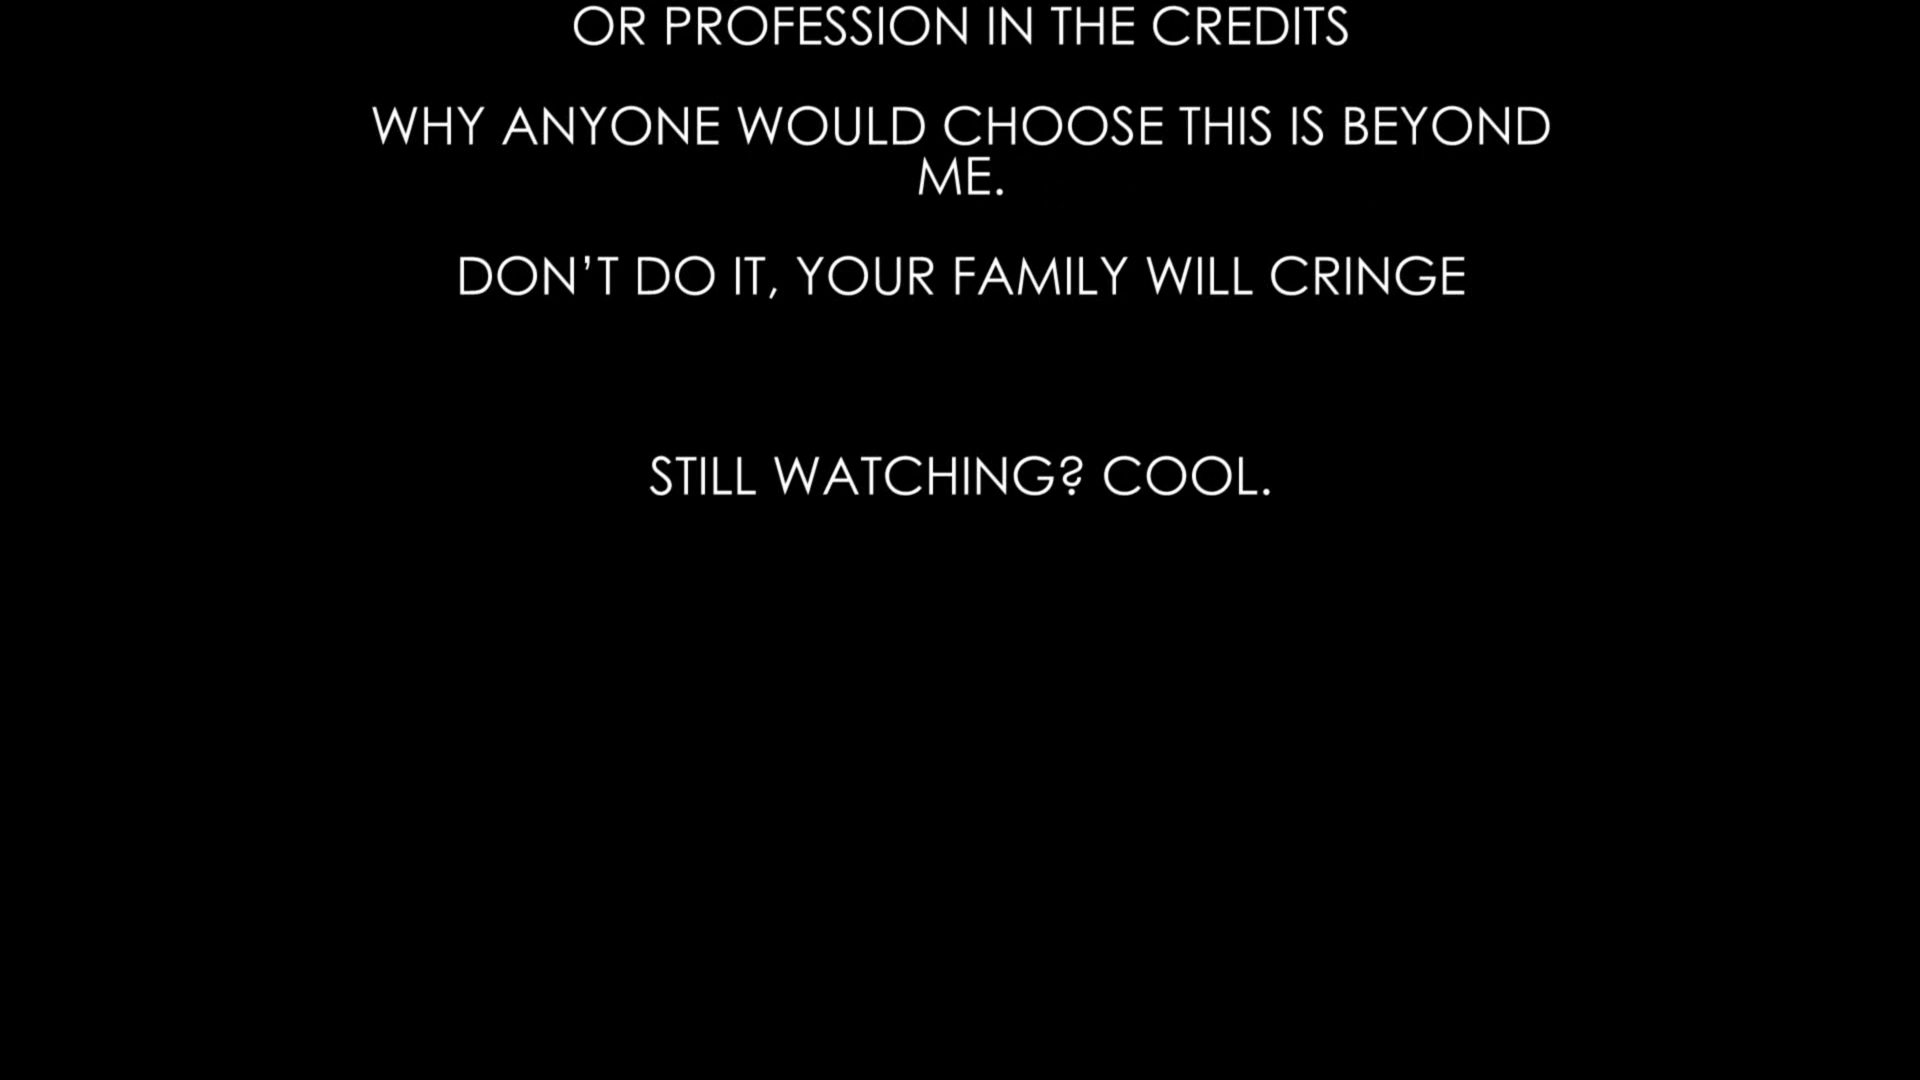 OR PROFESSION IN THE CREDITS
WHY ANYONE WOULD CHOOSE THIS IS BEYOND
ME.
DON’T DO IT, YOUR FAMILY WILL CRINGE
STILL WATCHING? COOL.